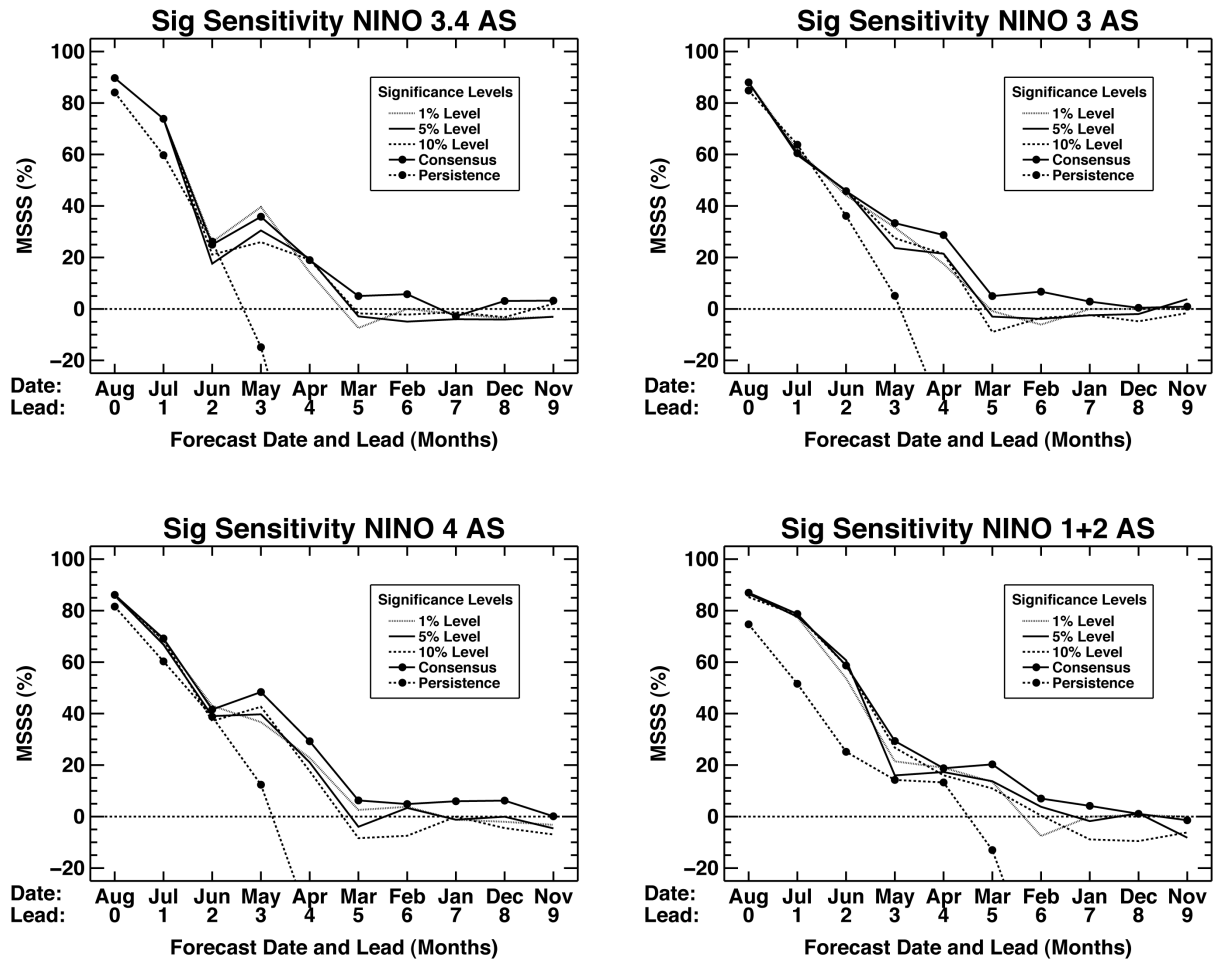 Sig Sensitivity NINO 3.4 AS
MSSS (%)
100
80
60
40
20
0
−20
Significance Levels
1% Level
5% Level
10% Level
Consensus
Persistence
Date: Aug Jul Jun May Apr Mar Feb Jan Dec Nov
Lead: 0 1 2 3 4 5 6 7 8 9
Forecast Date and Lead (Months)
Sig Sensitivity NINO 3 AS
MSSS (%)
100
80
60
40
20
0
−20
Significance Levels
1% Level
5% Level
10% Level
Consensus
Persistence
Date: Aug Jul Jun May Apr Mar Feb Jan Dec Nov
Lead: 0 1 2 3 4 5 6 7 8 9
Forecast Date and Lead (Months)
Sig Sensitivity NINO 4 AS
MSSS (%)
100
80
60
40
20
0
−20
Significance Levels
1% Level
5% Level
10% Level
Consensus
Persistence
Date: Aug Jul Jun May Apr Mar Feb Jan Dec Nov
Lead: 0 1 2 3 4 5 6 7 8 9
Forecast Date and Lead (Months)
Sig Sensitivity NINO 1+2 AS
MSSS (%)
100
80
60
40
20
0
−20
Significance Levels
1% Level
5% Level
10% Level
Consensus
Persistence
Date: Aug Jul Jun May Apr Mar Feb Jan Dec Nov
Lead: 0 1 2 3 4 5 6 7 8 9
Forecast Date and Lead (Months)